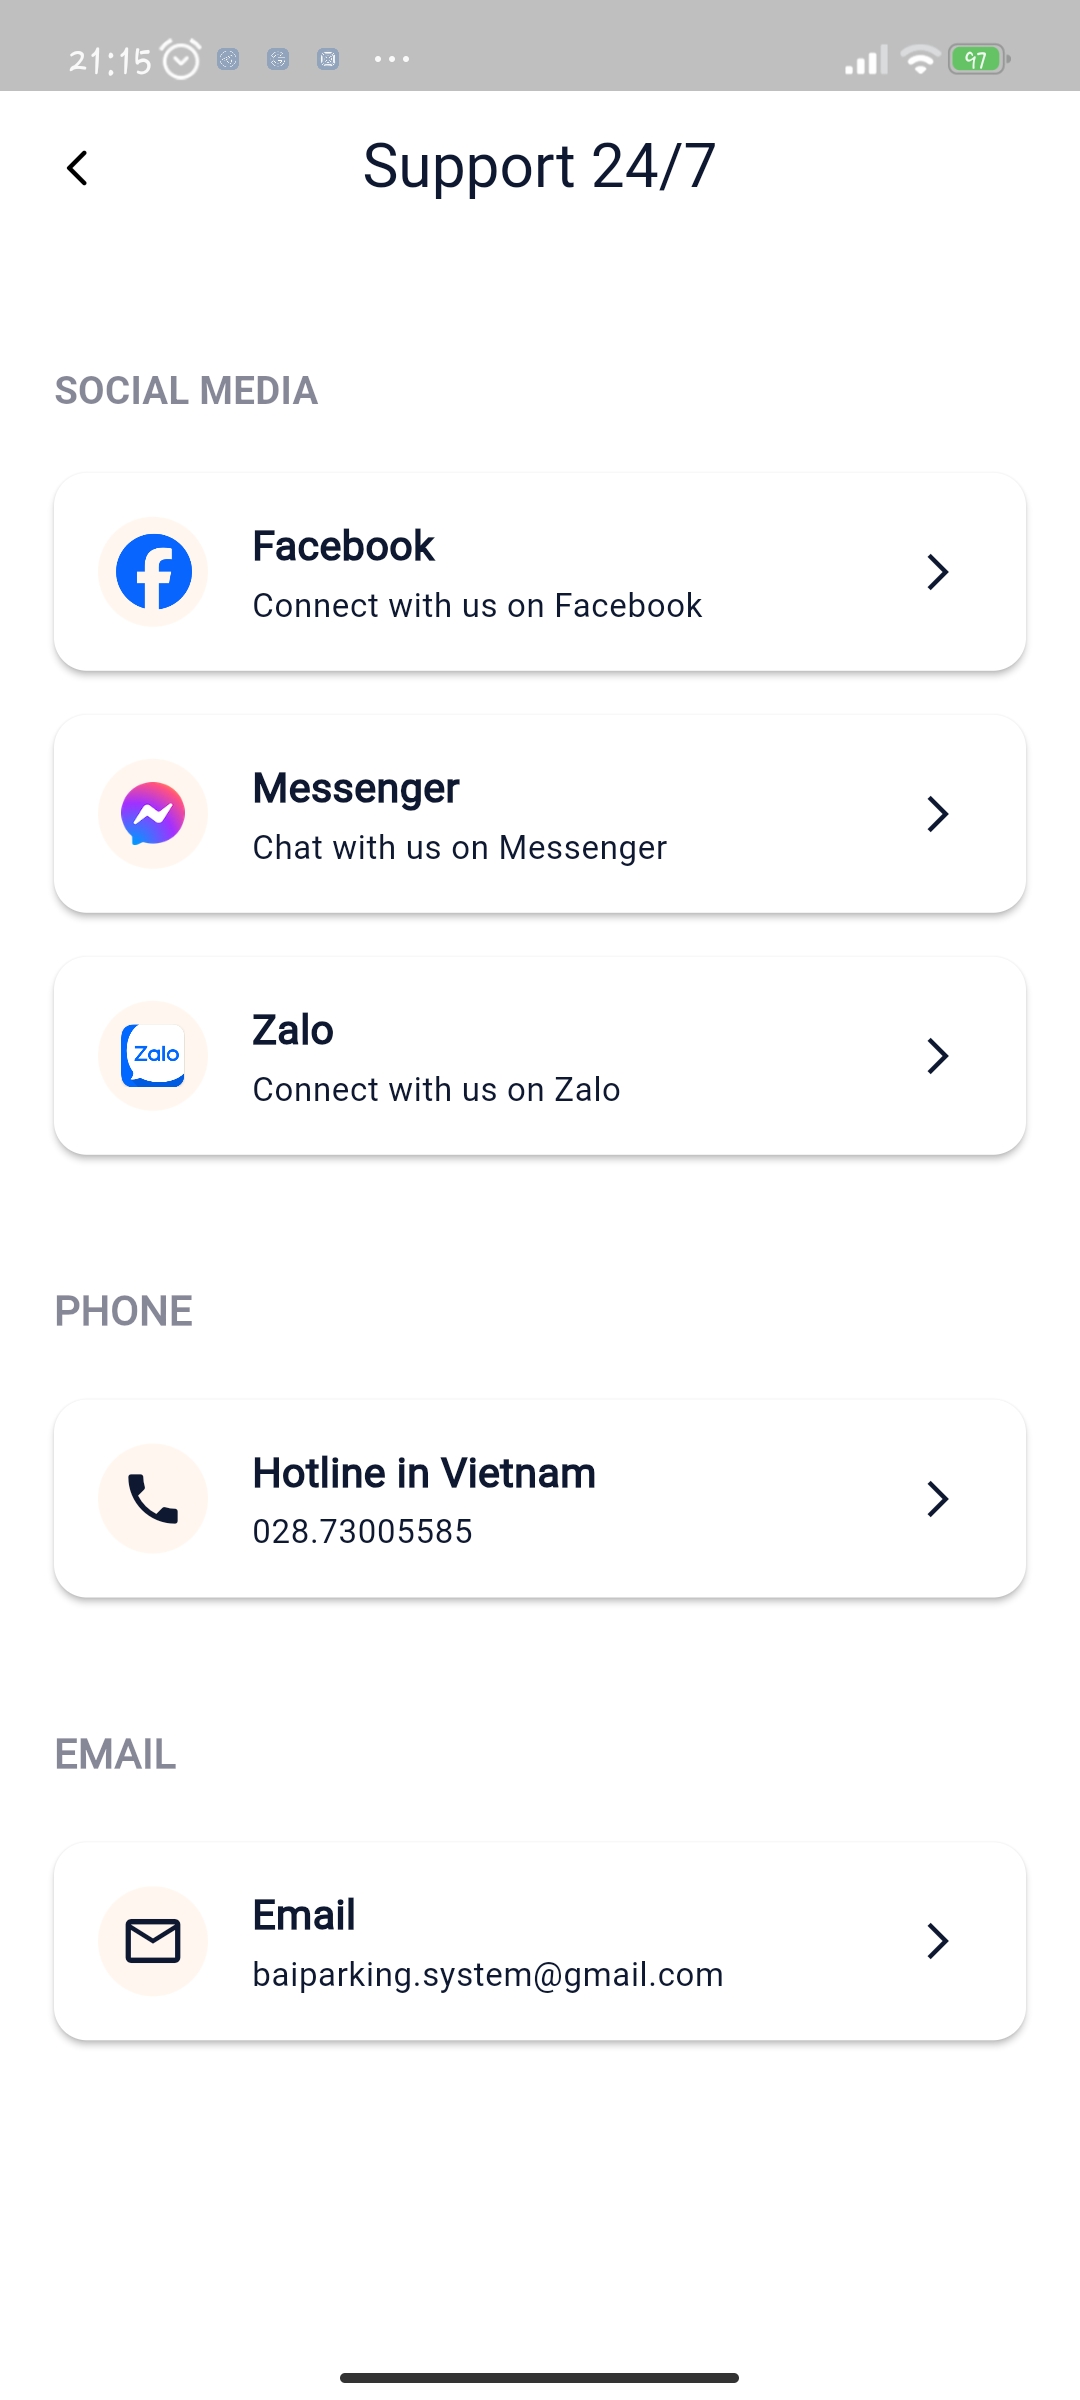 21:15
97
Support 24/7
SOCIAL MEDIA
Facebook
Connect with us on Facebook
Messenger
Chat with us on Messenger
Zalo
Zalo
Connect with us on Zalo
PHONE
Hotline in Vietnam
028.73005585
EMAIL
Email
baiparking.system@gmail.com